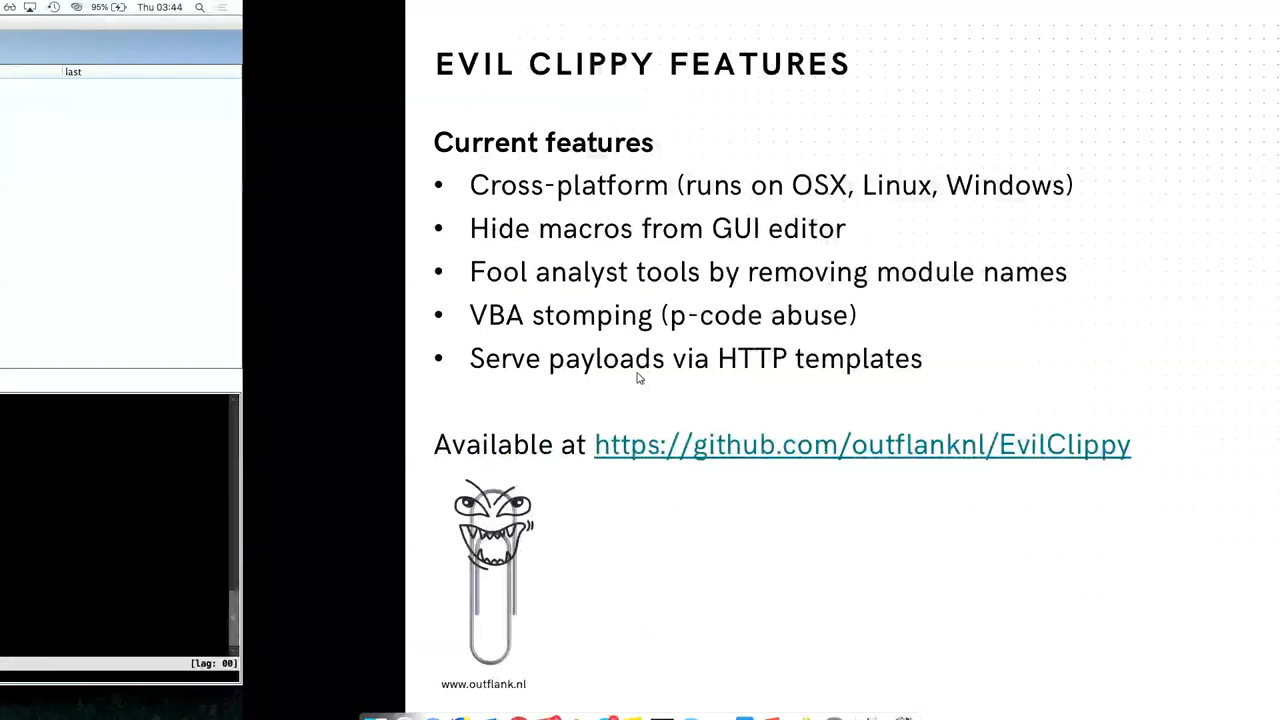 95%
Thu 03:44
last
[lag: 00]
EVIL CLIPPY FEATURES
Current features
• Cross-platform (runs on OSX, Linux, Windows)
• Hide macros from GUI editor
• Fool analyst tools by removing module names
• VBA stomping (p-code abuse)
• Serve payloads via HTTP templates
Available at https://github.com/outflanknl/EvilClippy
www.outflank.nl